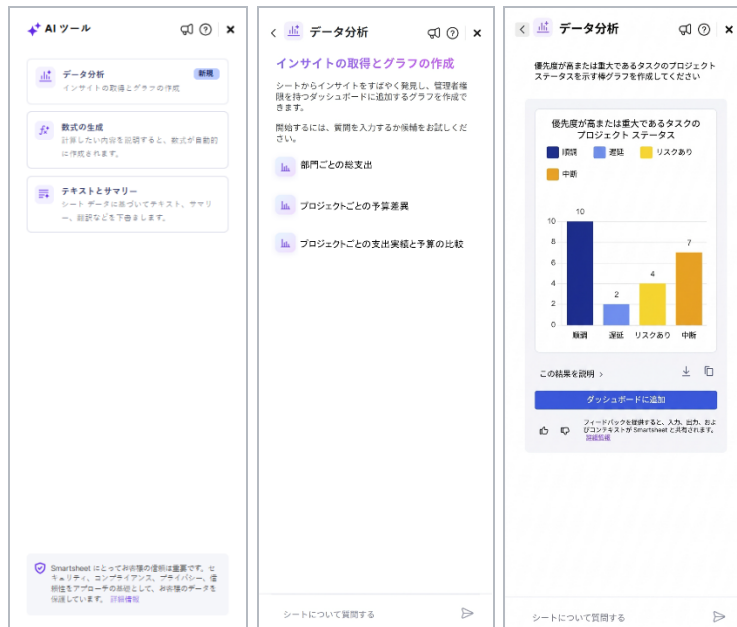 AI ツール
データ分析
新規
インサイトの取得とグラフの作成
数式の生成
計算したい内容を説明すると、数式が自動的
に作成されます。
テキストとサマリー
シート データに基づいてテキスト、サマリ
ー、翻訳などを下書きします。
Smartsheet にとってお客様の信頼は重要です。セ
キュリティ、コンプライアンス、プライバシー、信
頼性をアプローチの基礎として、お客様のデータを
保護しています。 詳細情報
データ分析
インサイトの取得とグラフの作成
シートからインサイトをすばやく発見し、管理者権
限を持つダッシュボードに追加するグラフを作成で
きます。
開始するには、質問を入力するか候補をお試しくだ
さい。
部門ごとの総支出
プロジェクトごとの予算差異
プロジェクトごとの支出実績と予算の比較
シートについて質問する
データ分析
優先度が高または重大であるタスクのプロジェクト
ステータスを示す棒グラフを作成してください
優先度が高または重大であるタスクの
プロジェクト ステータス
順調
遅延
リスクあり
中断
10
8
6
4
2
0
10
2
4
7
順調
遅延
リスクあり
中断
この結果を説明 >
ダッシュボードに追加
フィードバックを提供すると、入力、出力、およ
びコンテキストが Smartsheet と共有されます。
詳細情報
シートについて質問する